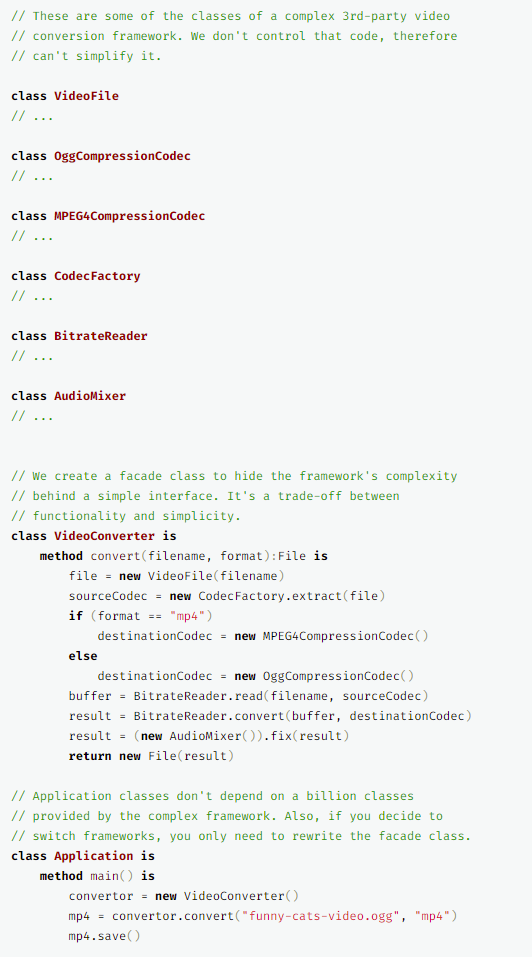 // These are some of the classes of a complex 3rd-party video
// conversion framework. We don't control that code, therefore
// can't simplify it.

class VideoFile
// ...

class OggCompressionCodec
// ...

class MPEG4CompressionCodec
// ...

class CodecFactory
// ...

class BitrateReader
// ...

class AudioMixer
// ...


// We create a facade class to hide the framework's complexity
// behind a simple interface. It's a trade-off between
// functionality and simplicity.
class VideoConverter is
    method convert(filename, format):File is
        file = new VideoFile(filename)
        sourceCodec = new CodecFactory.extract(file)
        if (format == "mp4")
            destinationCodec = new MPEG4CompressionCodec()
        else
            destinationCodec = new OggCompressionCodec()
        buffer = BitrateReader.read(filename, sourceCodec)
        result = BitrateReader.convert(buffer, destinationCodec)
        result = (new AudioMixer()).fix(result)
        return new File(result)

// Application classes don't depend on a billion classes
// provided by the complex framework. Also, if you decide to
// switch frameworks, you only need to rewrite the facade class.
class Application is
    method main() is
        convertor = new VideoConverter()
        mp4 = convertor.convert("funny-cats-video.ogg", "mp4")
        mp4.save()